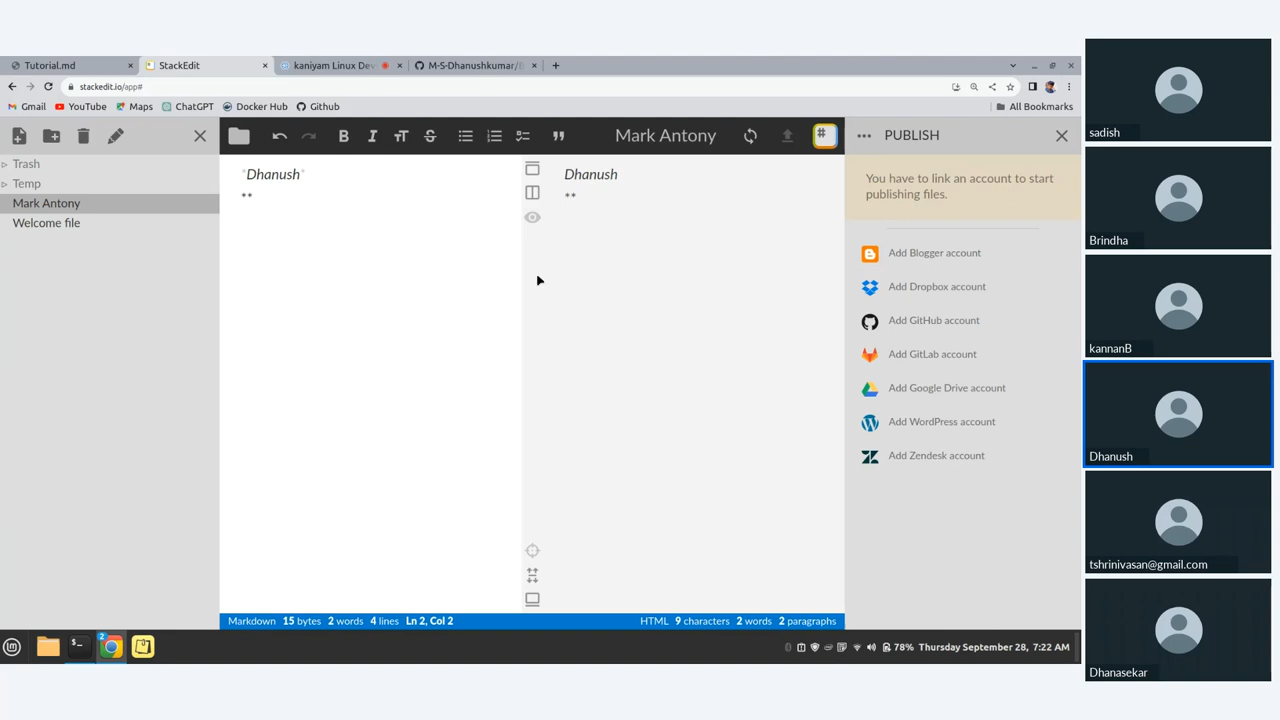 Tutorial.md
StackEdit
kaniyam Linux Dev
M-S-Dhanushkumar/
stackedit.io/app#
Gmail
YouTube
Maps
ChatGPT
Docker Hub
Github
All Bookmarks
Mark Antony
PUBLISH
Trash
Temp
Mark Antony
Welcome file
*Dhanush*
**
Dhanush
**
You have to link an account to start
publishing files.
Add Blogger account
Add Dropbox account
Add GitHub account
Add GitLab account
Add Google Drive account
Add WordPress account
Add Zendesk account
Markdown 15 bytes 2 words 4 lines Ln 2, Col 2
HTML 9 characters 2 words 2 paragraphs
78% Thursday September 28, 7:22 AM
sadish
Brindha
kannanB
Dhanush
tshrinivasan@gmail.com
Dhanasekar